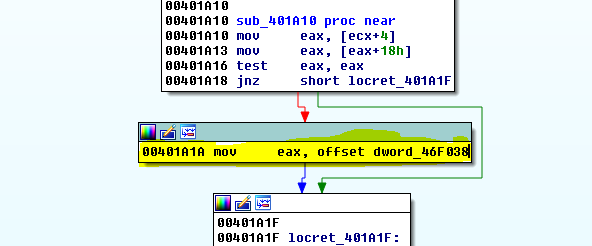 00401A10
00401A10 sub_401A10 proc near
00401A10 mov eax, [ecx+4]
00401A13 mov eax, [eax+18h]
00401A16 test eax, eax
00401A18 jnz short locret_401A1F
00401A1A mov eax, offset dword_46F038
00401A1F
00401A1F locret_401A1F: